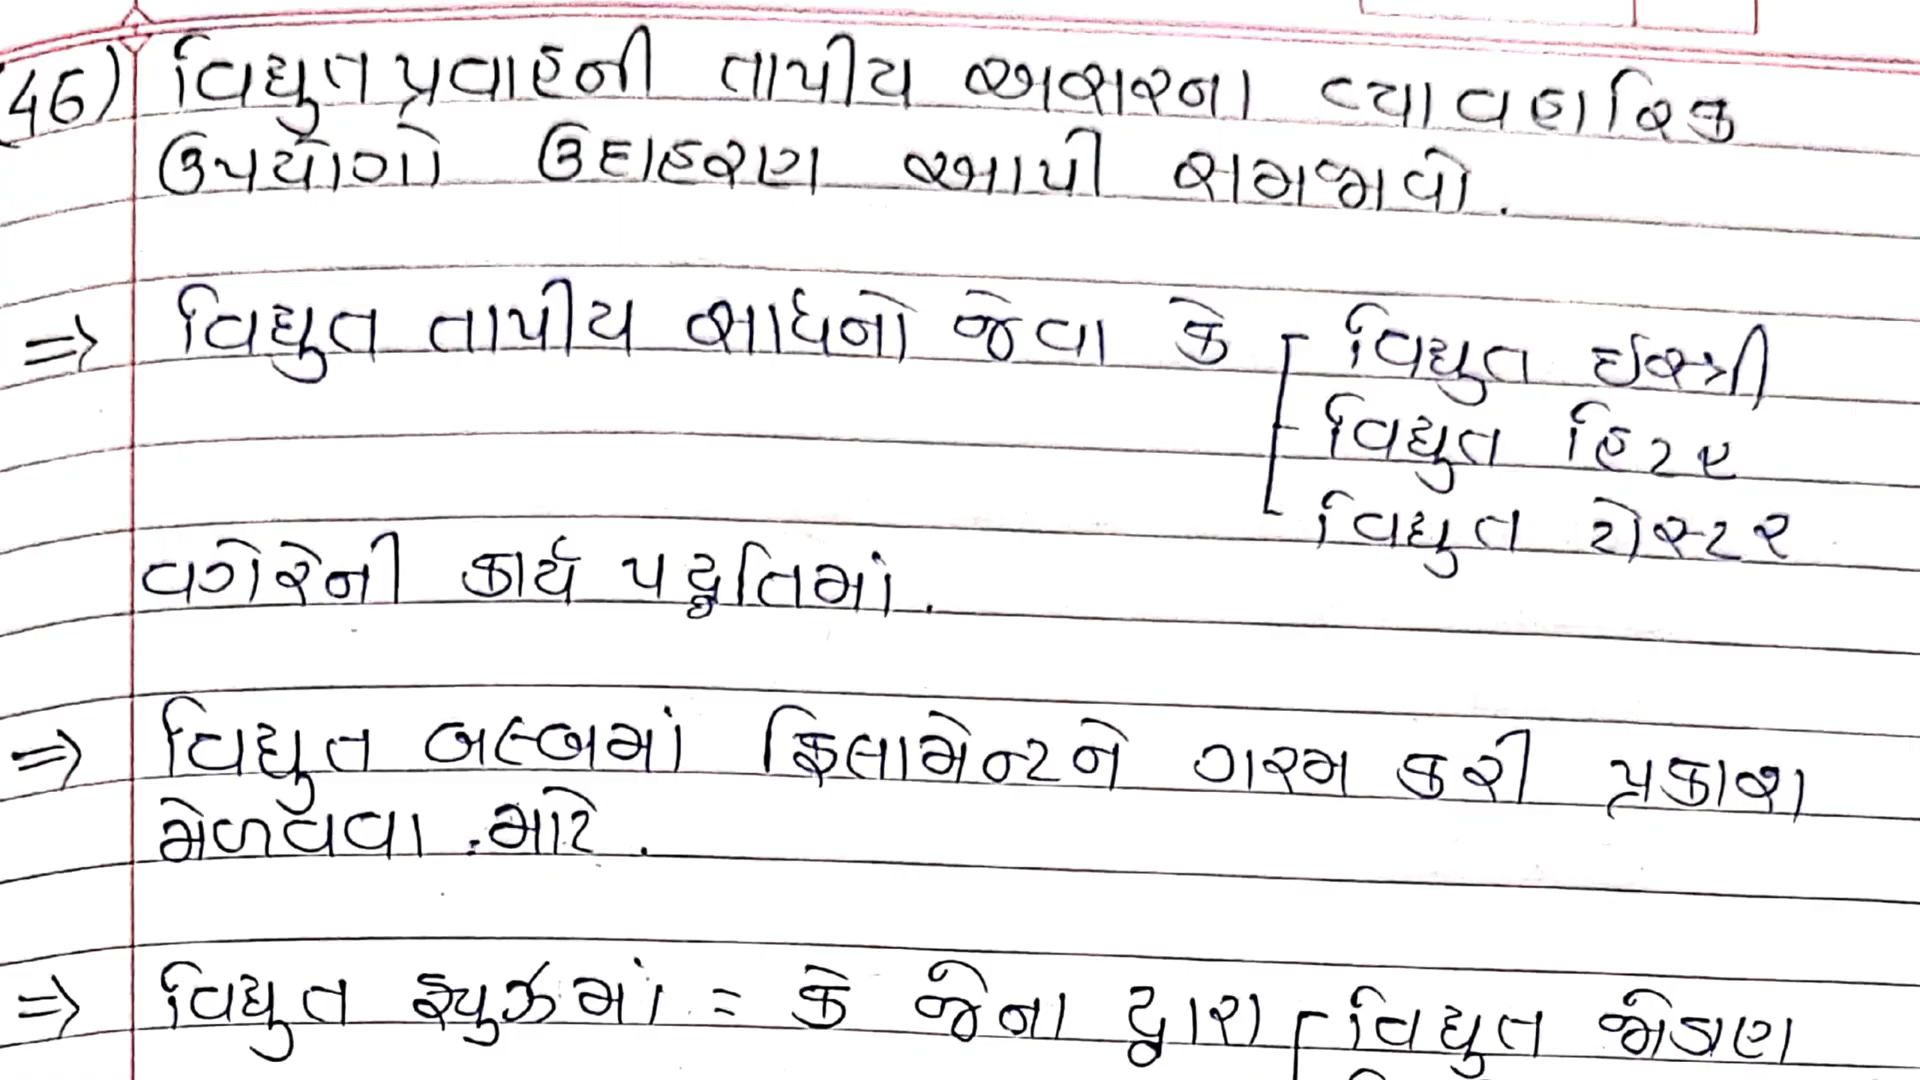 46) વિદ્યુતપ્રવાહની તાપીય અસરના વ્યાવહારિક
ઉપયોગો ઉદાહરણ આપી સમજાવો.
⇒ વિદ્યુત તાપીય સાધનો જેવા કે વિદ્યુત ઇસ્ત્રી
વિદ્યુત હિટર
વિદ્યુત રોસ્ટર
વગેરેની કાર્ય પદ્ધતિમાં.
⇒ વિદ્યુત બલ્બમાં ફિલામેન્ટને ગરમ કરી પ્રકાશ
મેળવવા માટે.
⇒ વિદ્યુત ફ્યુઝમાં = કે જેના દ્વારા વિદ્યુત જોડાણ